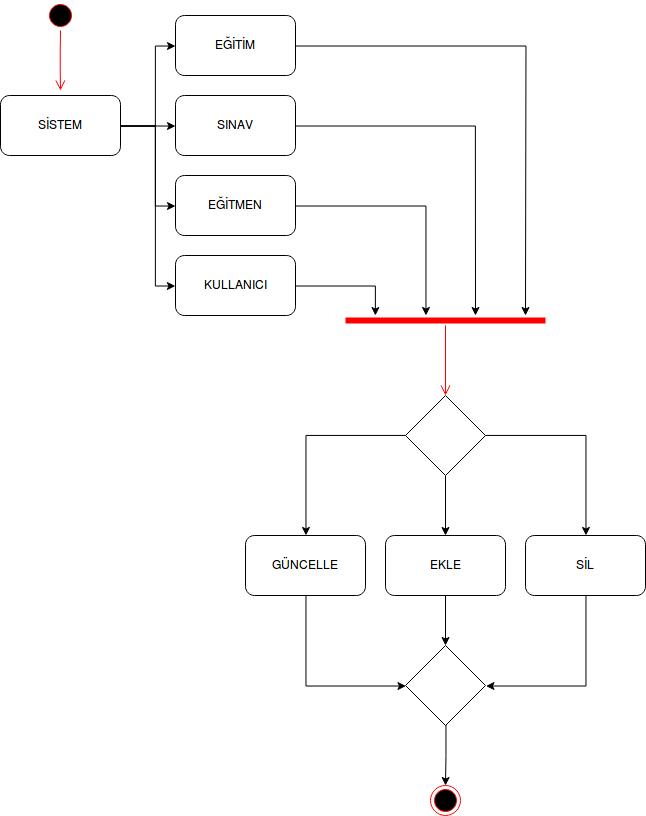 EĞİTİM
SİSTEM
SINAV
EĞİTMEN
KULLANICI
GÜNCELLE
EKLE
SİL